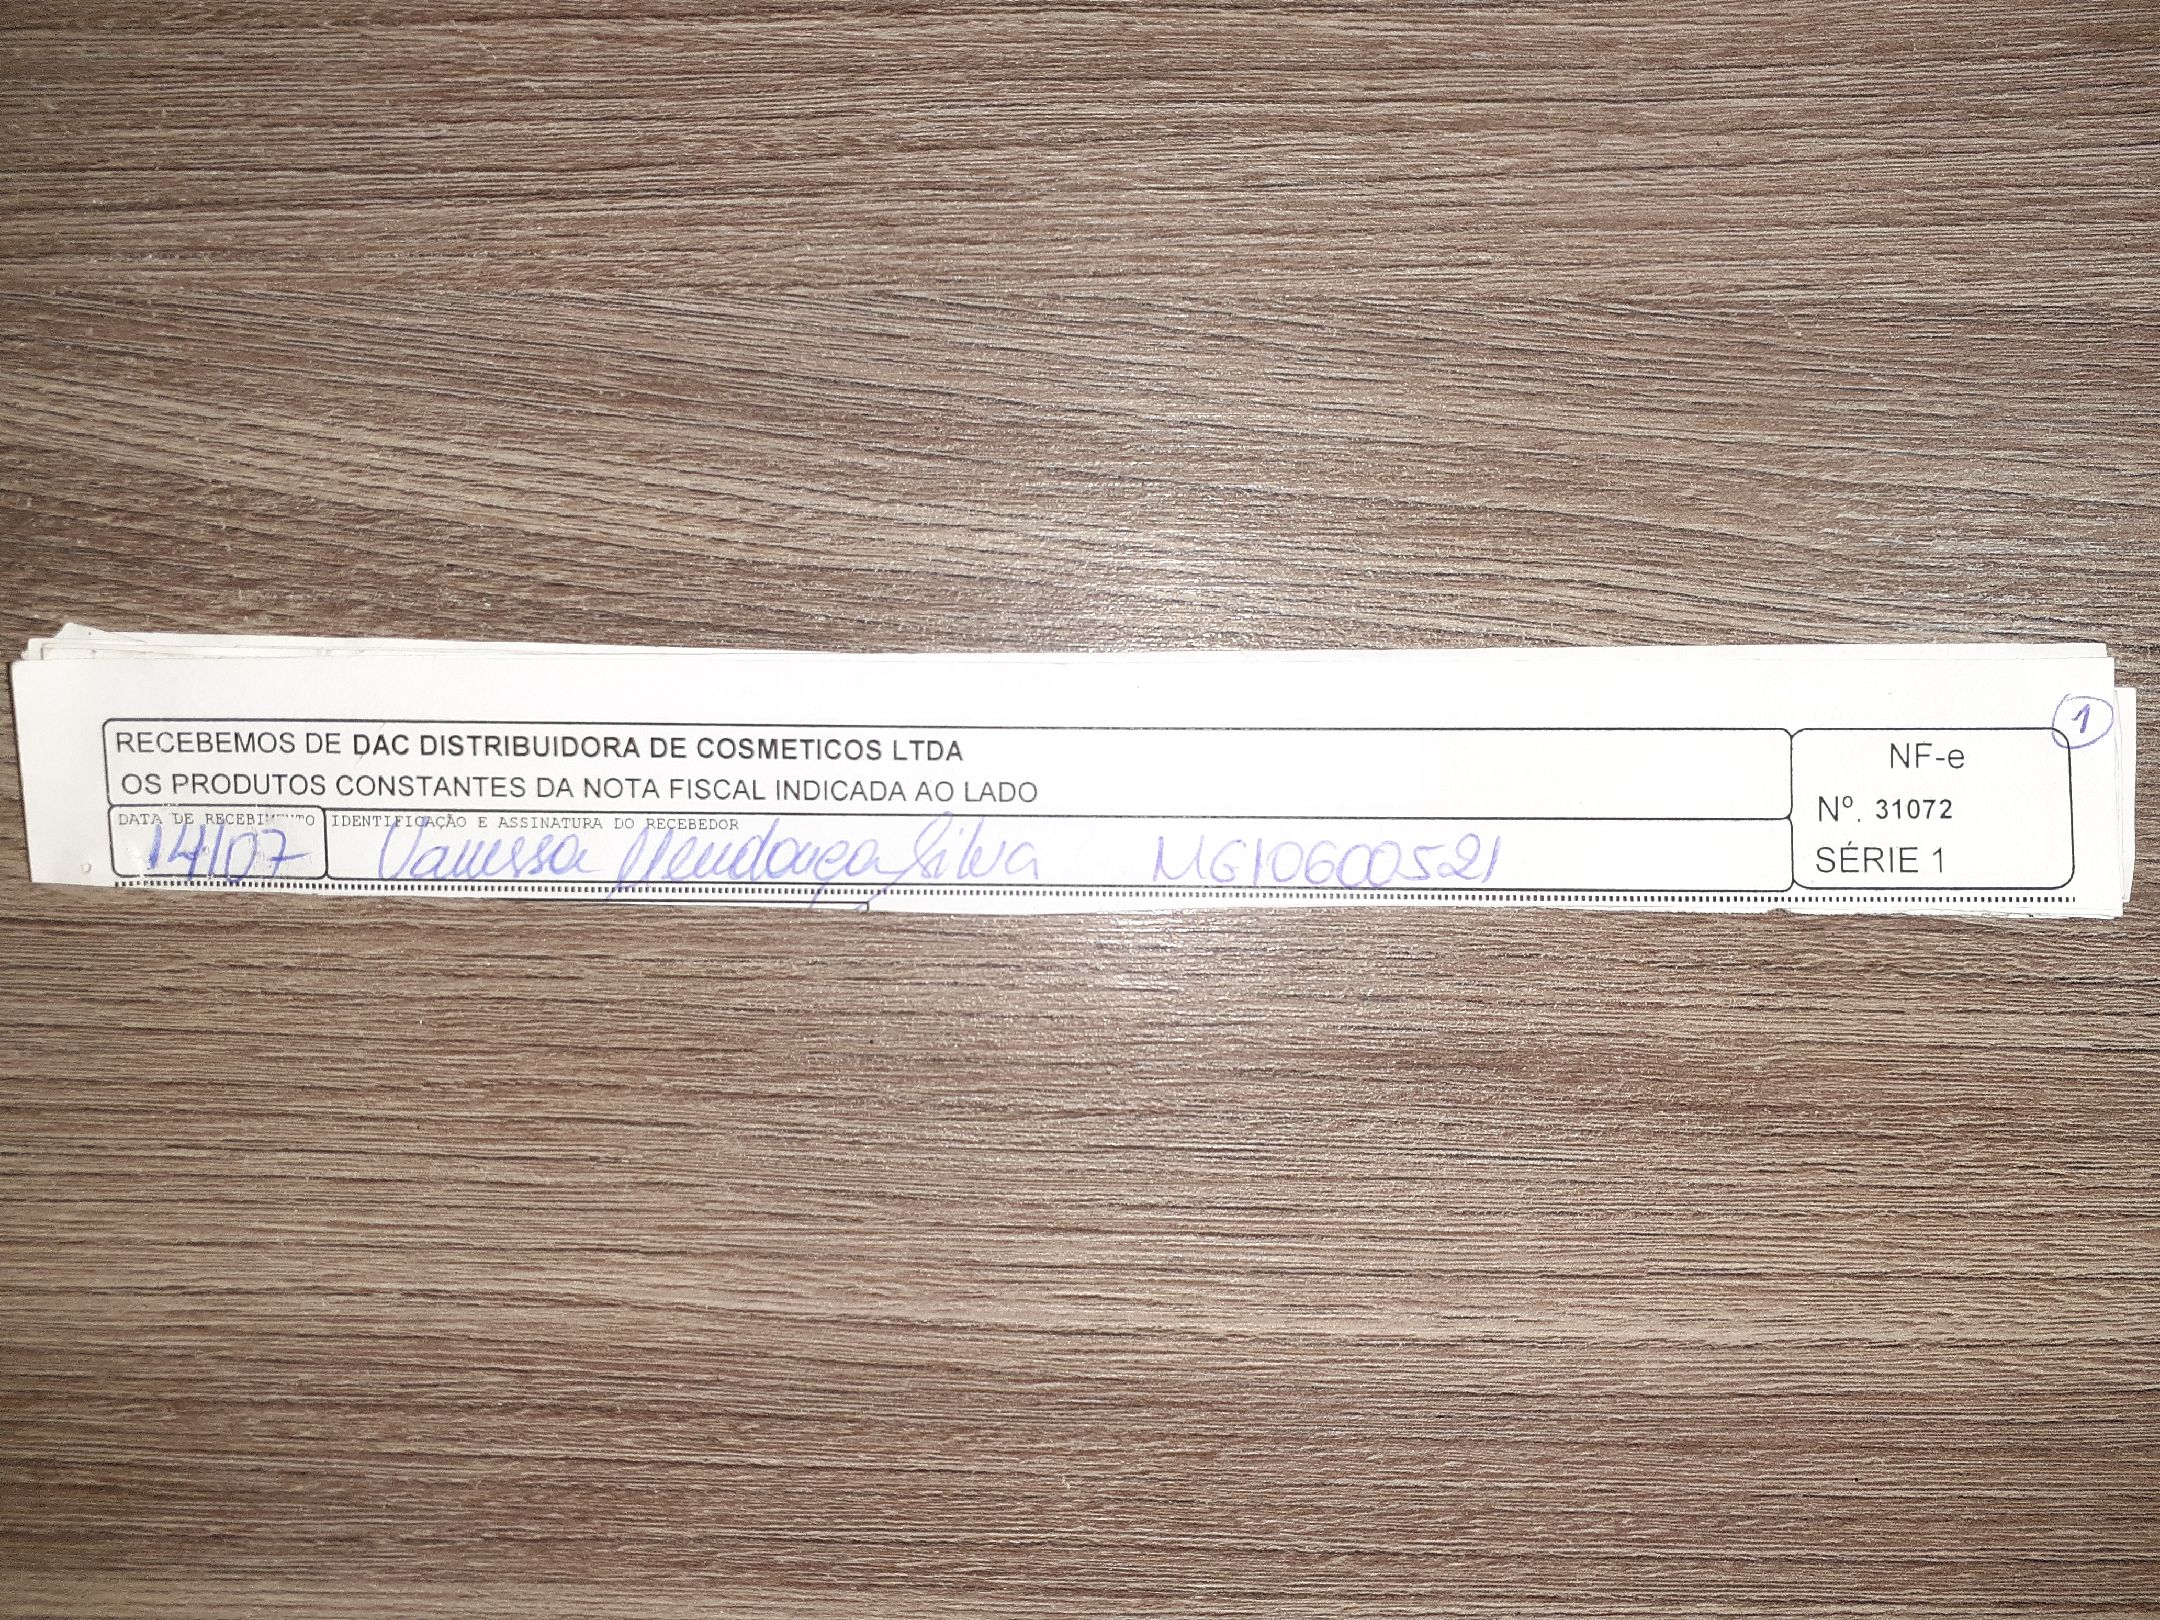 RECEBEMOS DE DAC DISTRIBUIDORA DE COSMETICOS LTDA
OS PRODUTOS CONSTANTES DA NOTA FISCAL INDICADA AO LADO
DATA DE RECEBIMENTO
14/07
IDENTIFICAÇÃO E ASSINATURA DO RECEBEDOR
Vanessa Mendonça Silva MG10600521
NF-e
Nº. 31072
SÉRIE 1
1